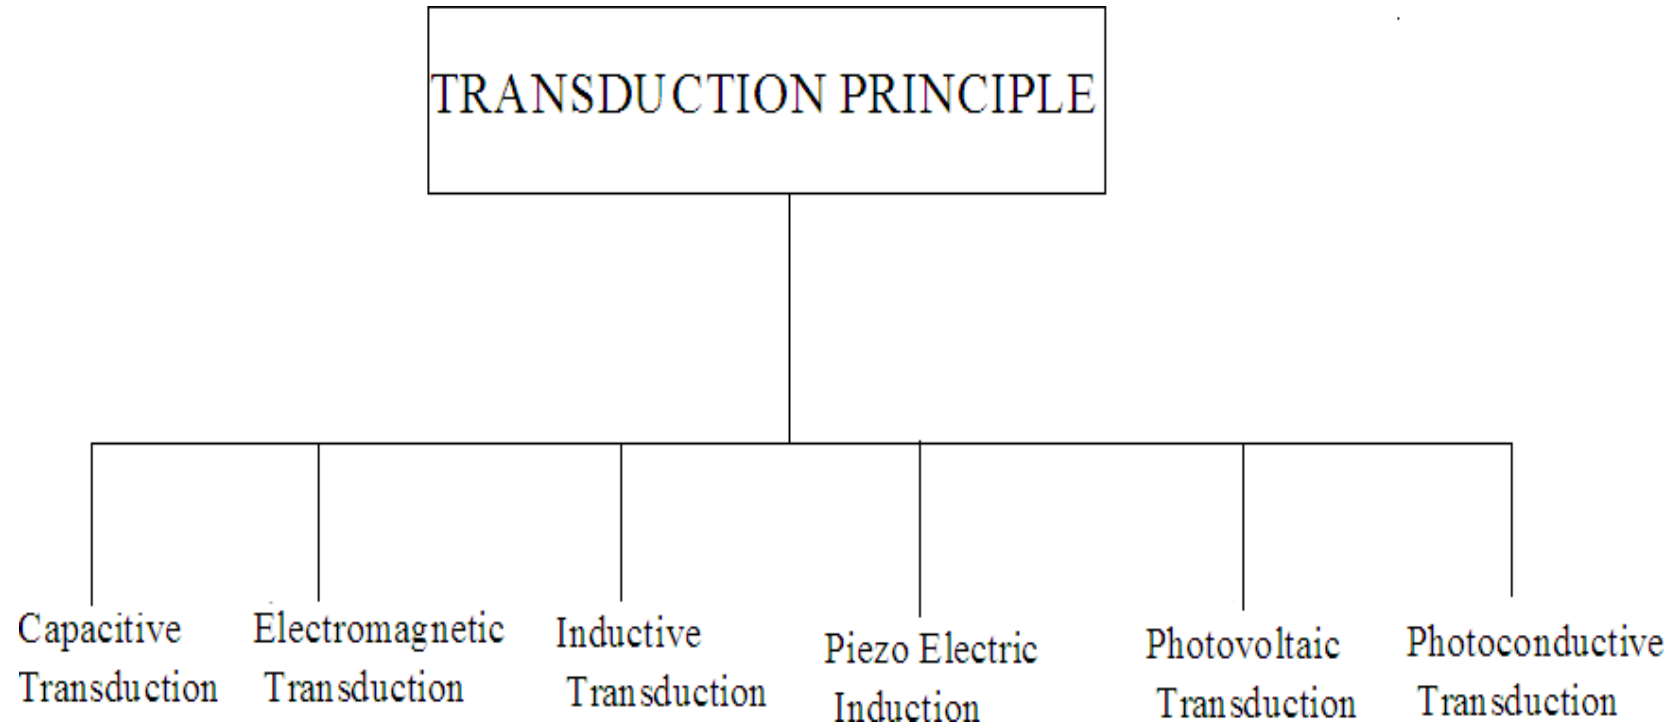 TRANSDUCTION PRINCIPLE
Capacitive
Transduction
Electromagnetic
Transduction
Inductive
Transduction
Piezo Electric
Induction
Photovoltaic
Transduction
Photoconductive
Transduction